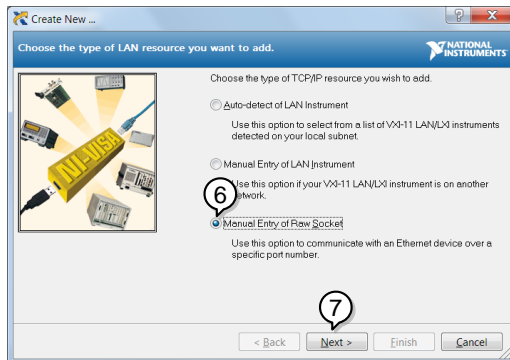 Create New ...
Choose the type of LAN resource you want to add.
NATIONAL
INSTRUMENTS
NI-VISA
Choose the type of TCP/IP resource you wish to add.
Auto-detect of LAN Instrument
Use this option to select from a list of VXI-11 LAN/LXI instruments
detected on your local subnet.
Manual Entry of LAN Instrument
Use this option if your VXI-11 LAN/LXI instrument is on another
network.
6
Manual Entry of Raw Socket
Use this option to communicate with an Ethernet device over a
specific port number.
7
< Back Next > Finish Cancel